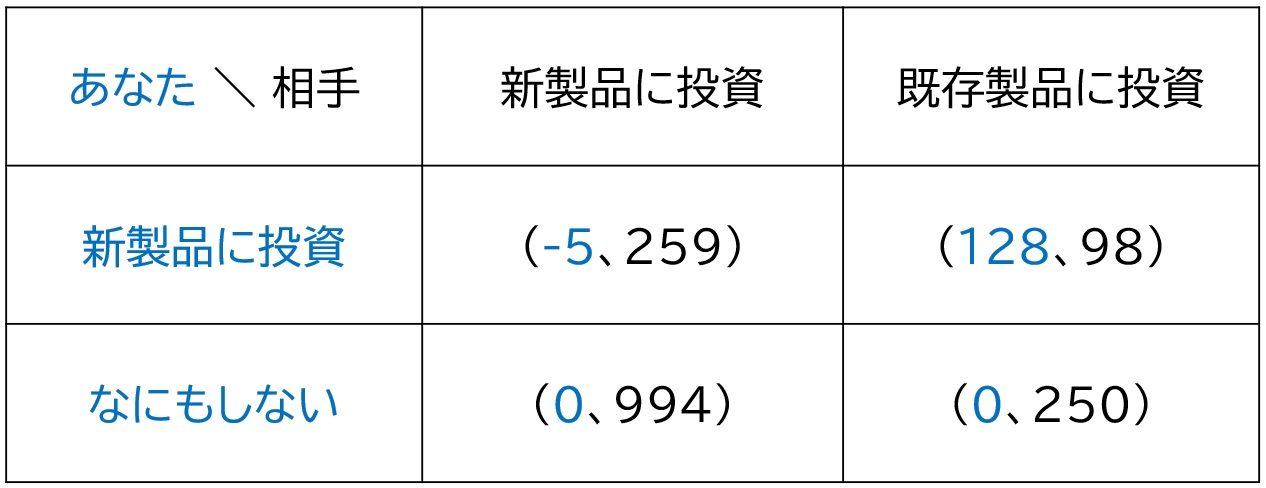 あなた ＼ 相手 新製品に投資 既存製品に投資
新製品に投資 （-5、259） （128、98）
なにもしない （0、994） （0、250）